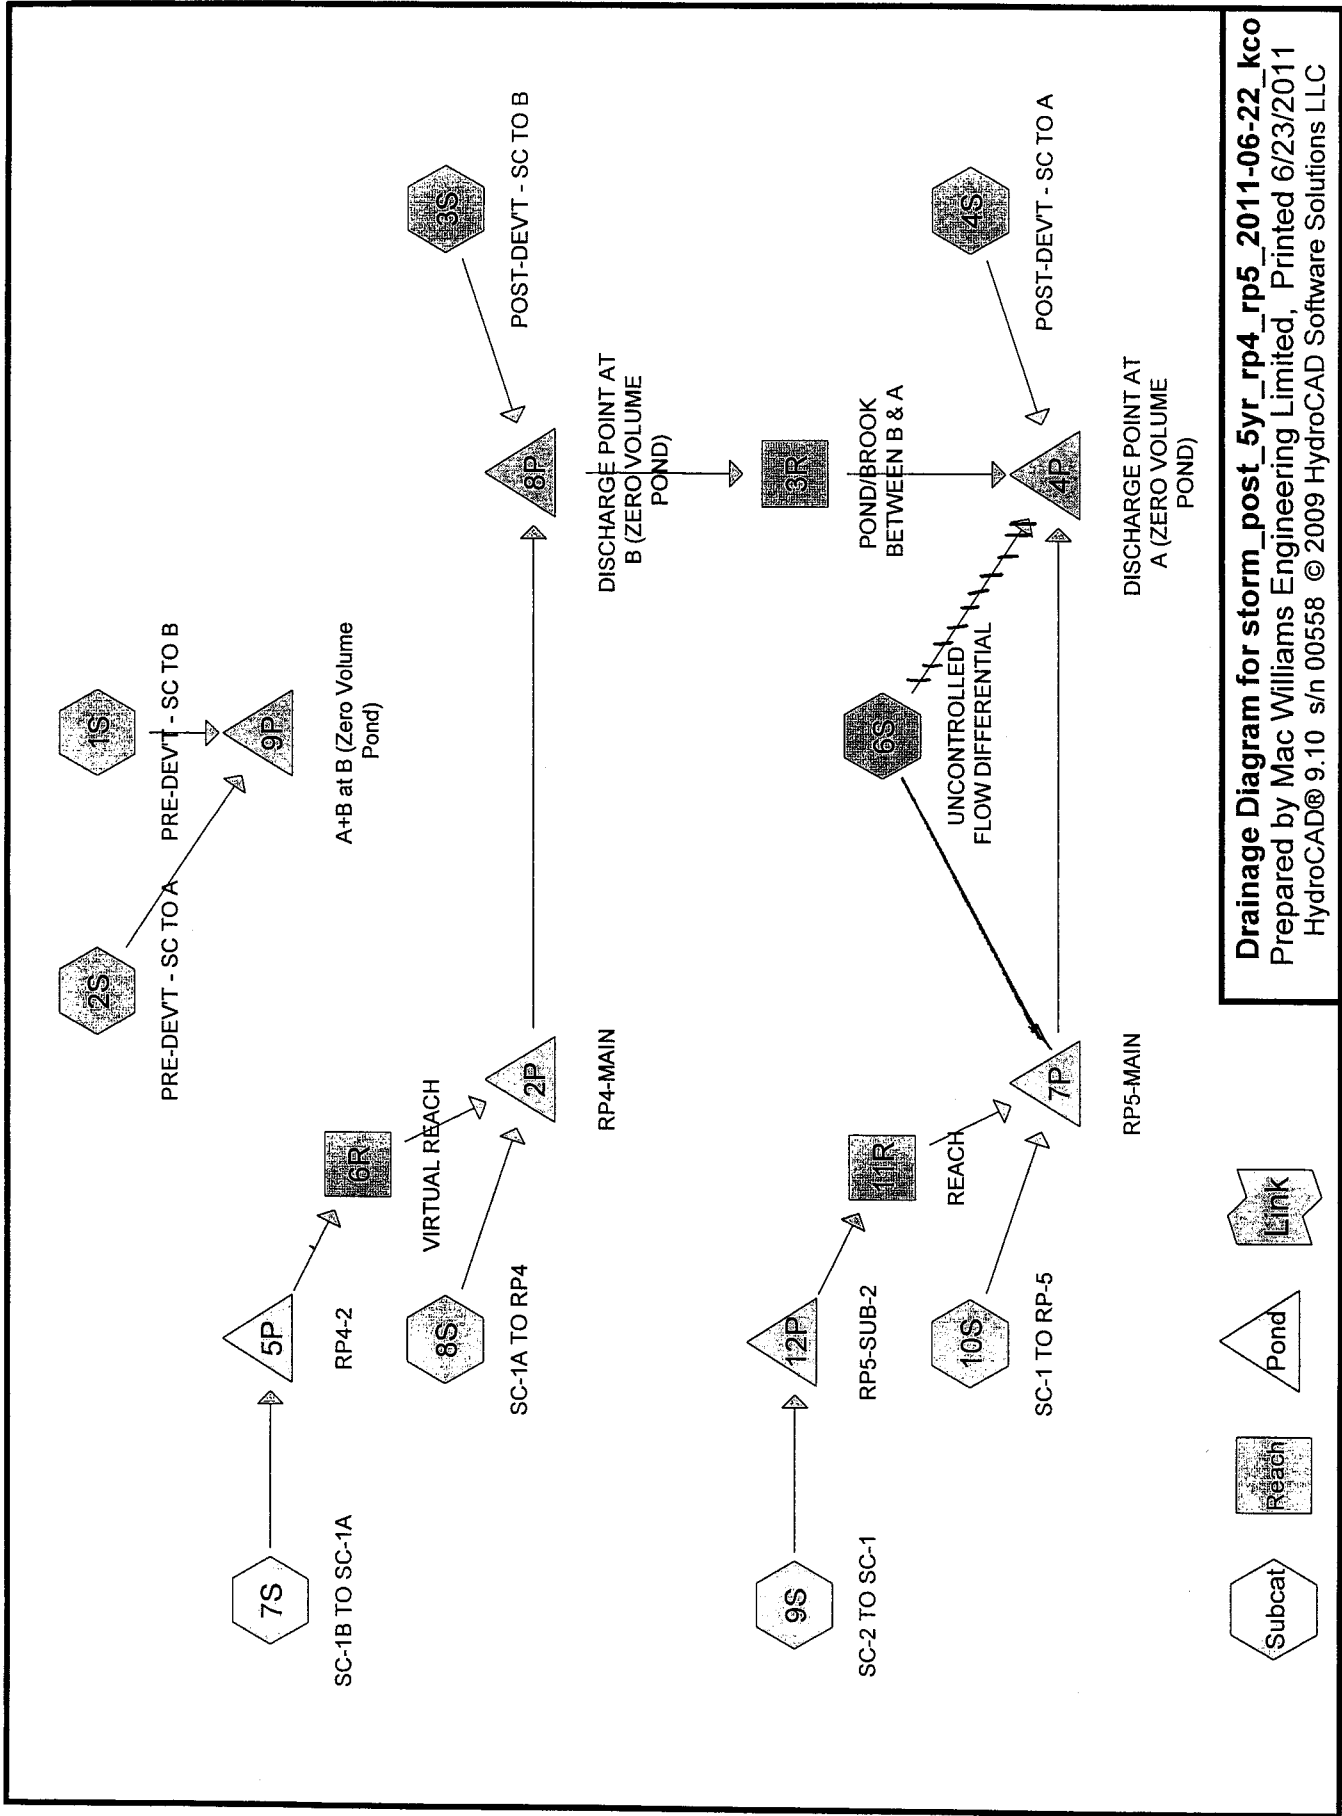 7S
SC-1B TO SC-1A
5P
RP4-2
6R
VIRTUAL REACH
8S
SC-1A TO RP4
2P
RP4-MAIN
2S
PRE-DEV'T - SC TO A
1S
PRE-DEV'T - SC TO B
9P
A+B at B (Zero Volume
Pond)
3S
POST-DEV'T - SC TO B
8P
DISCHARGE POINT AT
B (ZERO VOLUME
POND)
3R
POND/BROOK
BETWEEN B & A
9S
SC-2 TO SC-1
12P
RP5-SUB-2
11R
REACH
10S
SC-1 TO RP-5
7P
RP5-MAIN
6S
UNCONTROLLED
FLOW DIFFERENTIAL
4S
POST-DEV'T - SC TO A
4P
DISCHARGE POINT AT
A (ZERO VOLUME
POND)
Subcat
Reach
Pond
Link
Drainage Diagram for storm_post_5yr_rp4_rp5_2011-06-22_kco
Prepared by Mac Williams Engineering Limited, Printed 6/23/2011
HydroCAD® 9.10 s/n 00558 © 2009 HydroCAD Software Solutions LLC